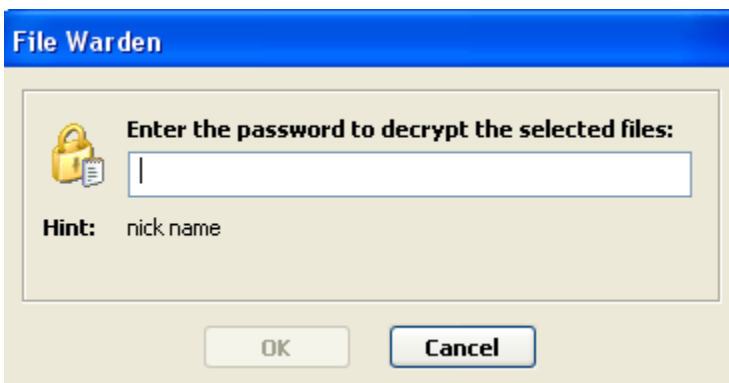 File Warden
Enter the password to decrypt the selected files:
Hint: nick name
OK Cancel